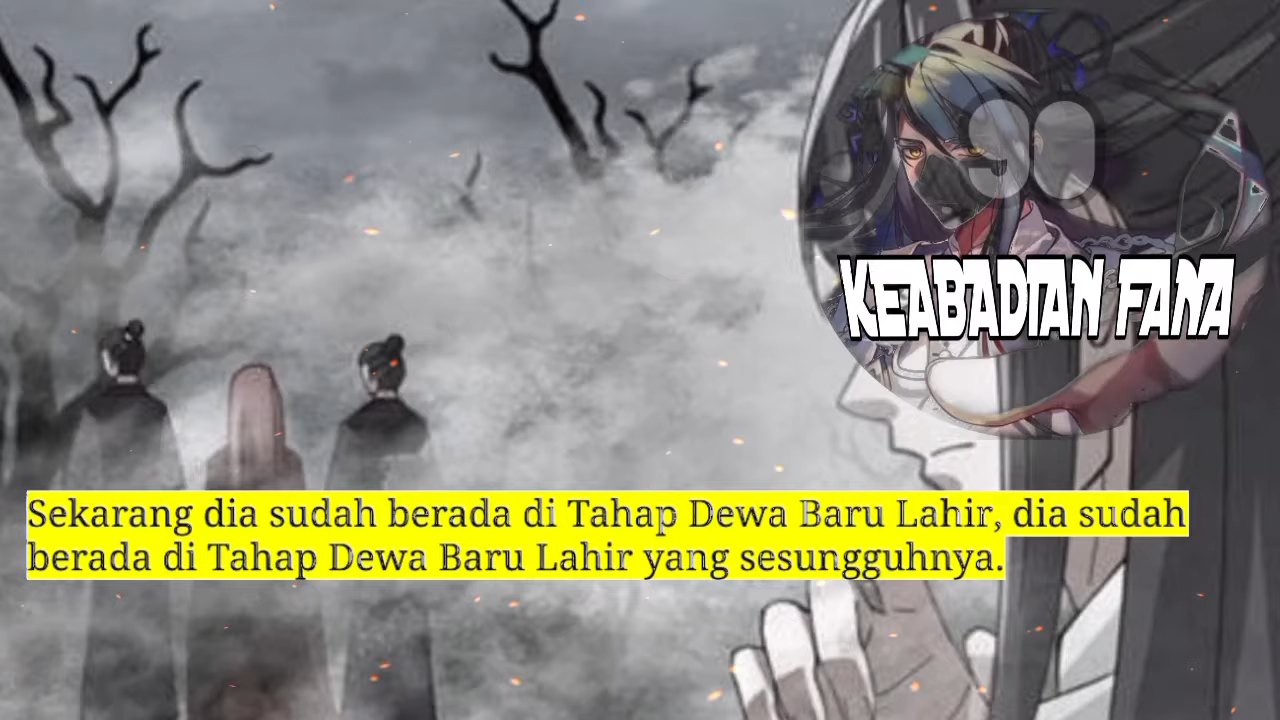 90
KEABADIAN FANA
Sekarang dia sudah berada di Tahap Dewa Baru Lahir, dia sudah
berada di Tahap Dewa Baru Lahir yang sesungguhnya.